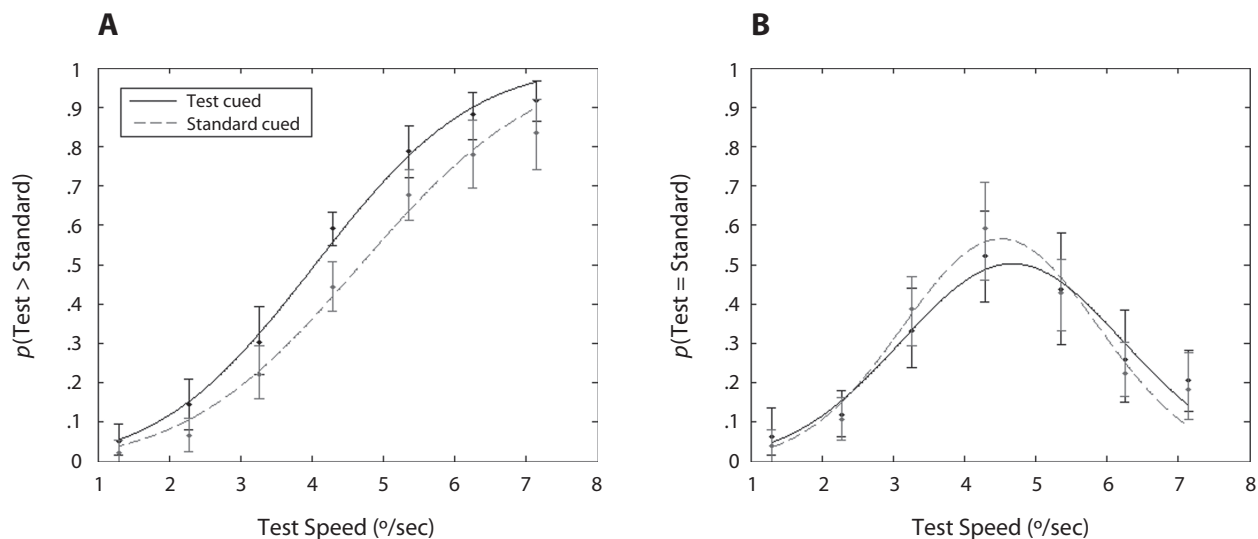 A
B
1
.9
.8
.7
.6
.5
.4
.3
.2
.1
0
p(Test > Standard)
Test cued
Standard cued
1 2 3 4 5 6 7 8
Test Speed (º/sec)
1
.9
.8
.7
.6
.5
.4
.3
.2
.1
0
p(Test = Standard)
1 2 3 4 5 6 7 8
Test Speed (º/sec)